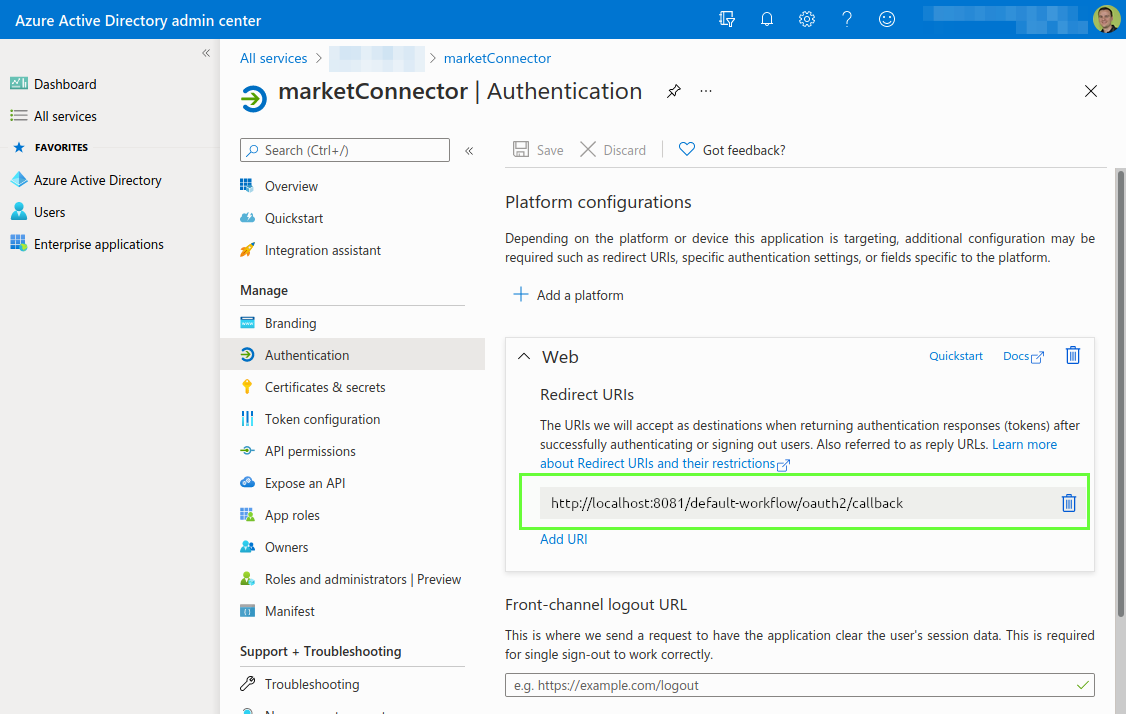 Azure Active Directory admin center
Dashboard
All services
FAVORITES
Azure Active Directory
Users
Enterprise applications
All services > > marketConnector
marketConnector | Authentication
Search (Ctrl+/)
Save Discard Got feedback?
Overview
Quickstart
Integration assistant
Manage
Branding
Authentication
Certificates & secrets
Token configuration
API permissions
Expose an API
App roles
Owners
Roles and administrators | Preview
Manifest
Support + Troubleshooting
Troubleshooting
Platform configurations
Depending on the platform or device this application is targeting, additional configuration may be
required such as redirect URIs, specific authentication settings, or fields specific to the platform.
Add a platform
Web
Quickstart Docs
Redirect URIs
The URIs we will accept as destinations when returning authentication responses (tokens) after
successfully authenticating or signing out users. Also referred to as reply URLs. Learn more
about Redirect URIs and their restrictions
http://localhost:8081/default-workflow/oauth2/callback
Add URI
Front-channel logout URL
This is where we send a request to have the application clear the user's session data. This is required
for single sign-out to work correctly.
e.g. https://example.com/logout